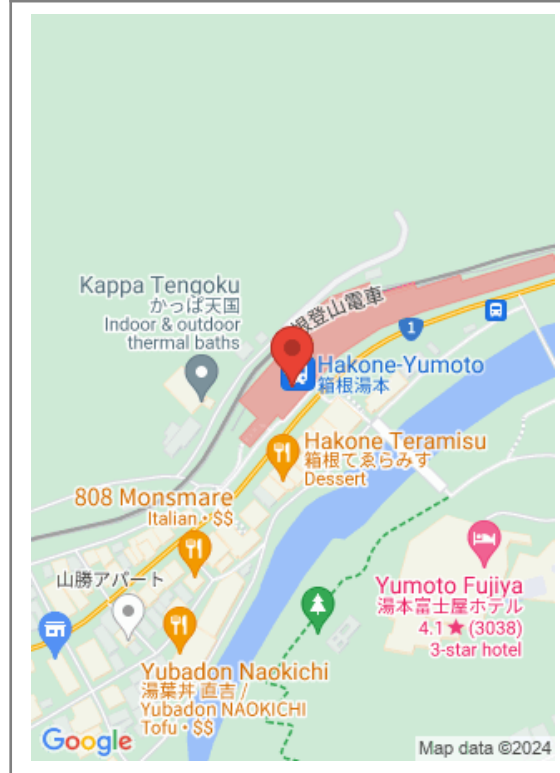 Kappa Tengoku
かっぱ天国
Indoor & outdoor
thermal baths
根登山電車
1
Hakone-Yumoto
箱根湯本
Hakone Teramisu
箱根てゑらみす
Dessert
808 Monsmare
Italian • $$
山勝アパート
Yumoto Fujiya
湯本富士屋ホテル
4.1★(3038)
3-star hotel
Yubadon Naokichi
湯葉丼 直吉 /
Yubadon NAOKICHI
Tofu • $$
Google
Map data ©2024